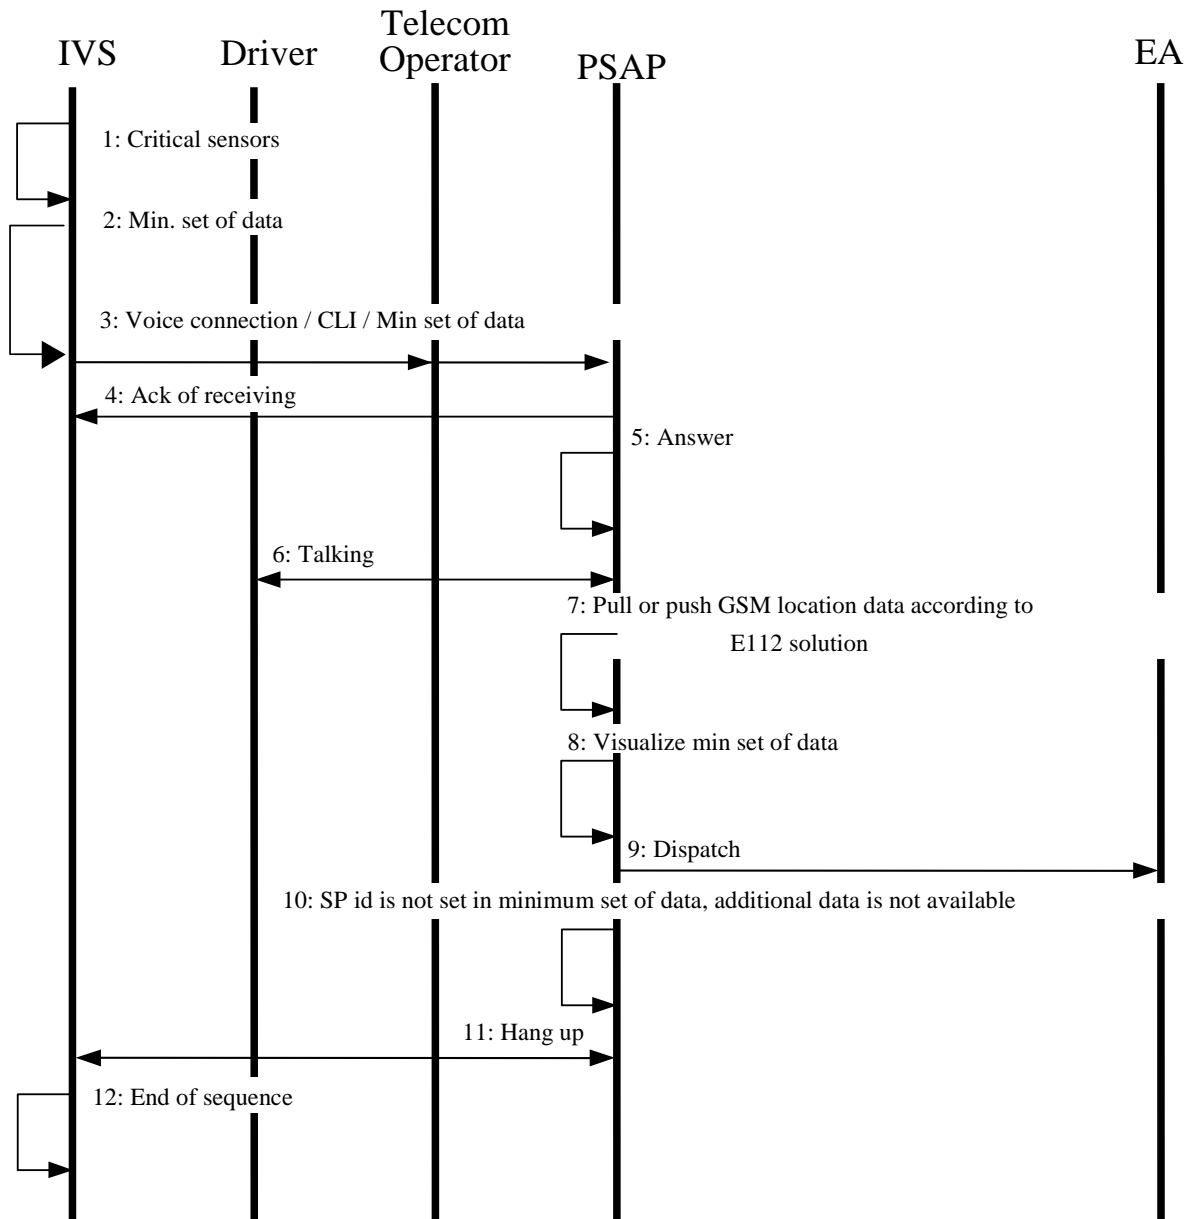 IVS
Driver
Telecom
Operator
PSAP
EA
1: Critical sensors
2: Min. set of data
3: Voice connection / CLI / Min set of data
4: Ack of receiving
5: Answer
6: Talking
7: Pull or push GSM location data according to
E112 solution
8: Visualize min set of data
9: Dispatch
10: SP id is not set in minimum set of data, additional data is not available
11: Hang up
12: End of sequence